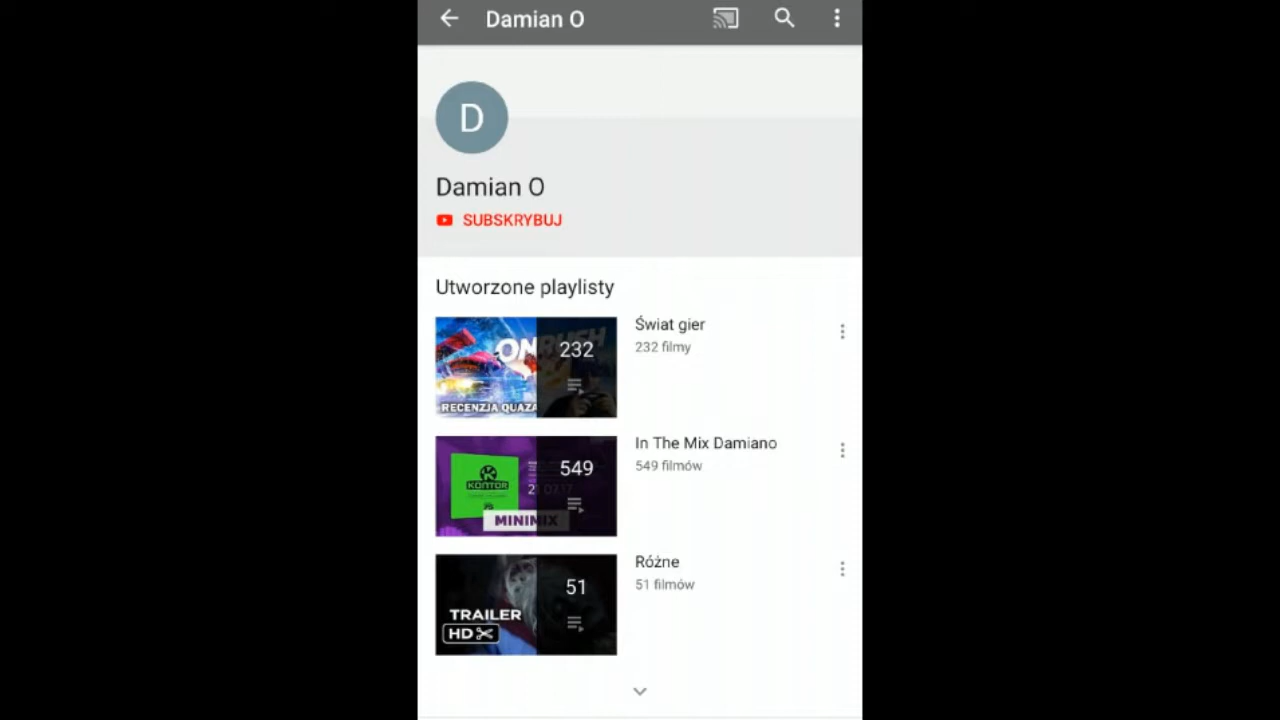 Damian O
D
Damian O
SUBSKRYBUJ
Utworzone playlisty
ON
232
RECENZJA QUAZA
Świat gier
232 filmy
KONTOR
549
MINIMIX
In The Mix Damiano
549 filmów
51
TRAILER
HD
Różne
51 filmów